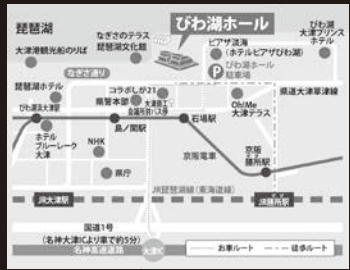 琵琶湖
大津港観光船のりば
なぎさのテラス
琵琶湖文化館
びわ湖ホール
ピアザ淡海
(ホテルピアザびわ湖)
びわ湖
大津プリンス
ホテル
なぎさ通り
P
びわ湖ホール
駐車場
琵琶湖ホテル
コラボしが21
県警本部
大津商工
会議所前バス停
Oh!Me
大津テラス
県道大津草津線
びわ湖浜大津駅
島ノ関駅
石場駅
ホテル
ブルーレーク
大津
NHK
県庁
京阪電車
京阪
膳所駅
JR琵琶湖線(東海道線)
JR大津駅
JR膳所駅
国道1号
(名神大津ICより車で約5分)
名神高速道路
大津IC
お車ルート
徒歩ルート